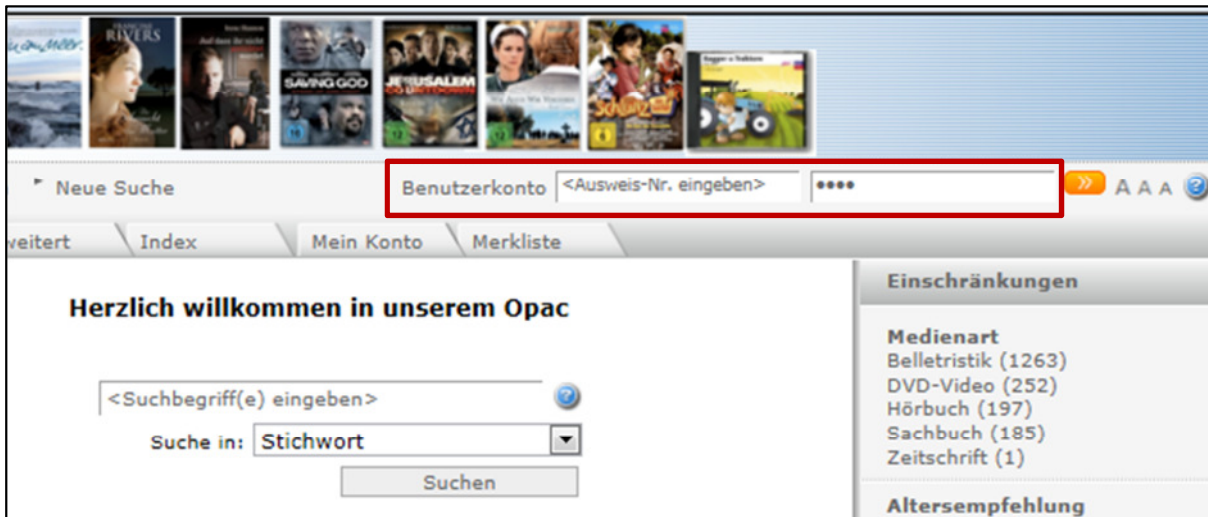 FRANCINE
RIVERS
SAVING GOD
JERUSALEM
COUNTDOWN
Neue Suche
Benutzerkonto <Ausweis-Nr. eingeben> ••••
A A A
weitert Index Mein Konto Merkliste
Herzlich willkommen in unserem Opac
<Suchbegriff(e) eingeben>
Suche in: Stichwort
Suchen
Einschränkungen
Medienart
Belletristik (1263)
DVD-Video (252)
Hörbuch (197)
Sachbuch (185)
Zeitschrift (1)
Altersempfehlung